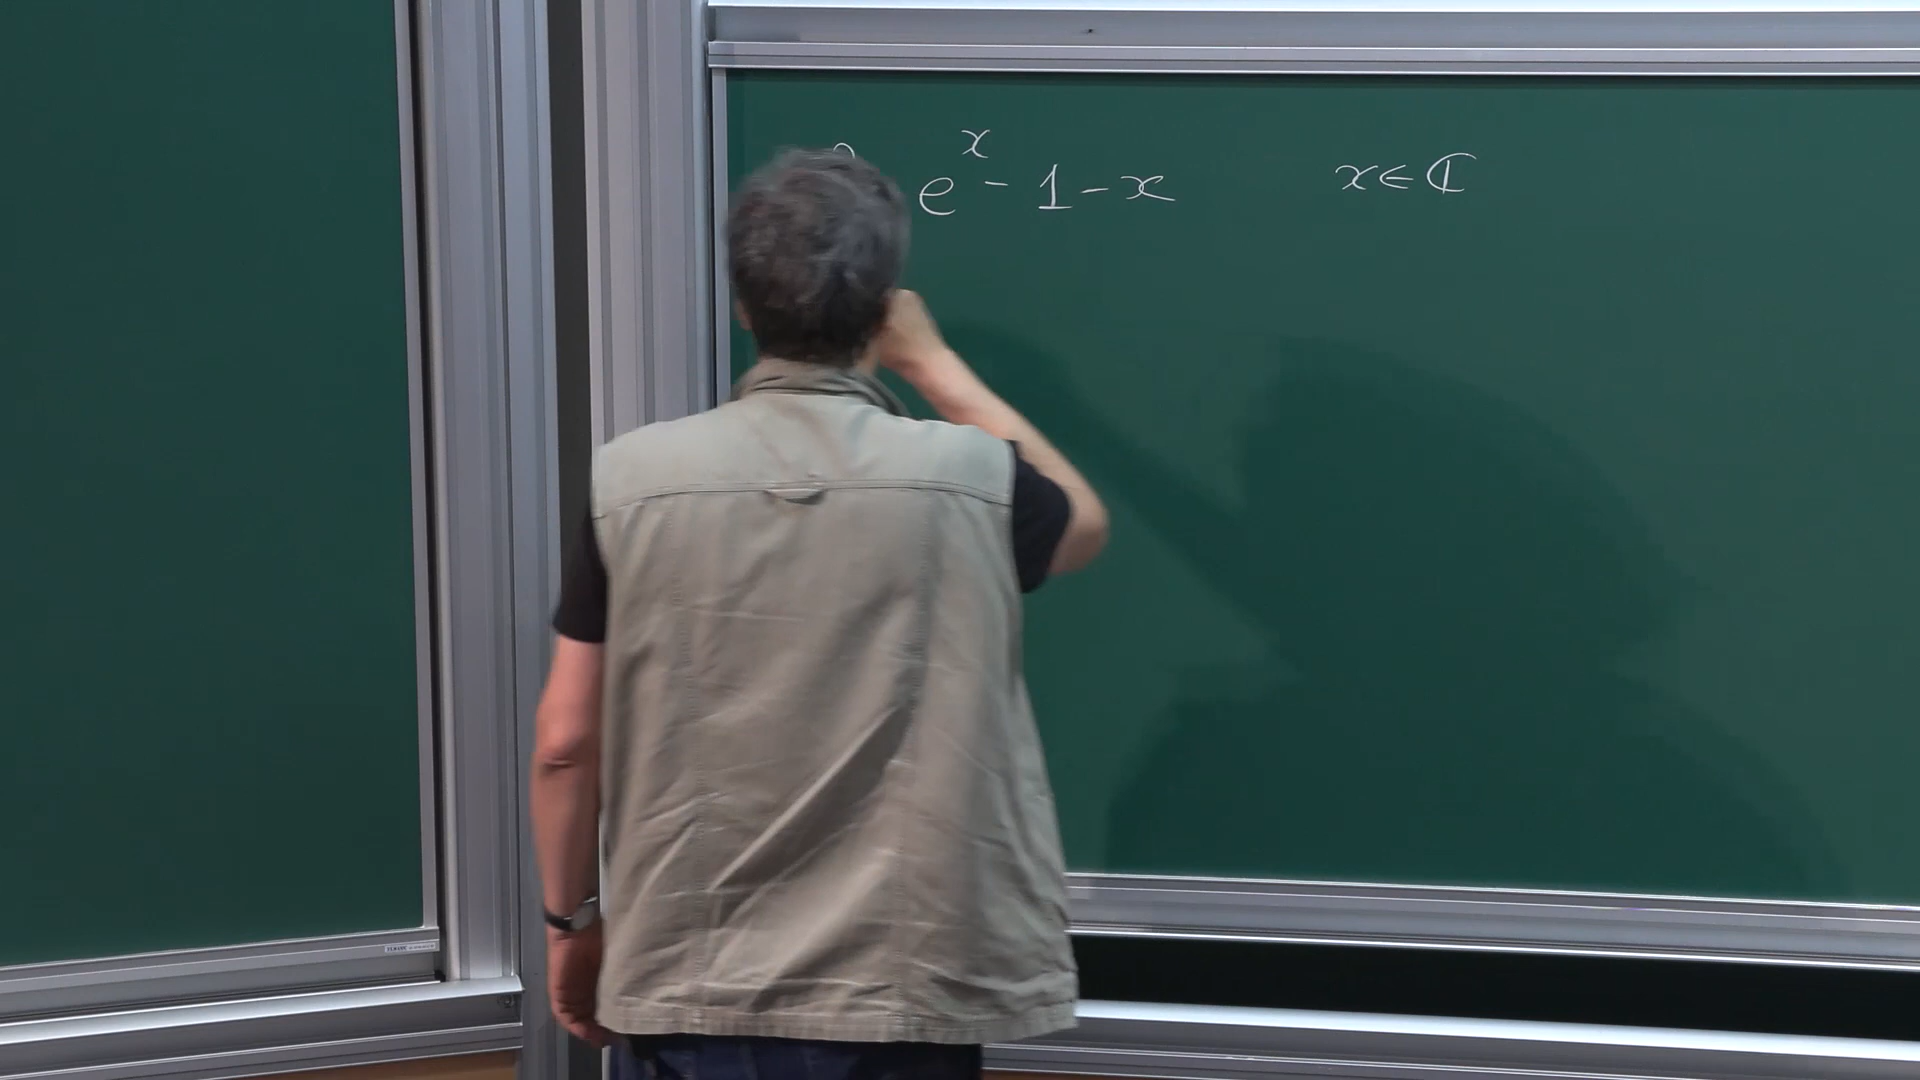 e^x - 1 - x x ∈ ℂ